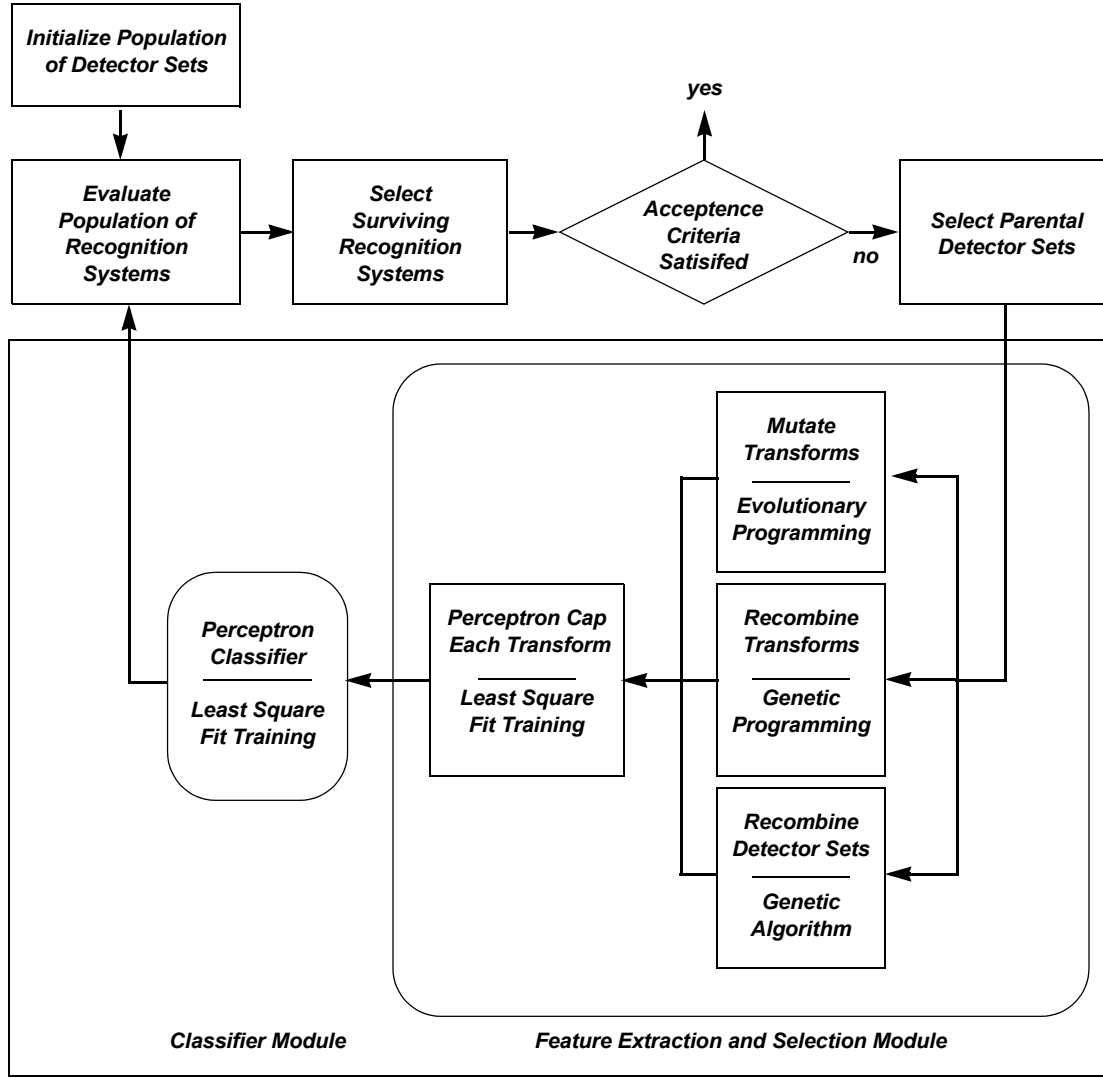 Initialize Population
of Detector Sets
yes
Evaluate
Population of
Recognition
Systems
Select
Surviving
Recognition
Systems
Acceptence
Criteria
Satisifed
no
Select Parental
Detector Sets
Mutate
Transforms
Evolutionary
Programming
Perceptron
Classifier
Least Square
Fit Training
Perceptron Cap
Each Transform
Least Square
Fit Training
Recombine
Transforms
Genetic
Programming
Recombine
Detector Sets
Genetic
Algorithm
Classifier Module
Feature Extraction and Selection Module